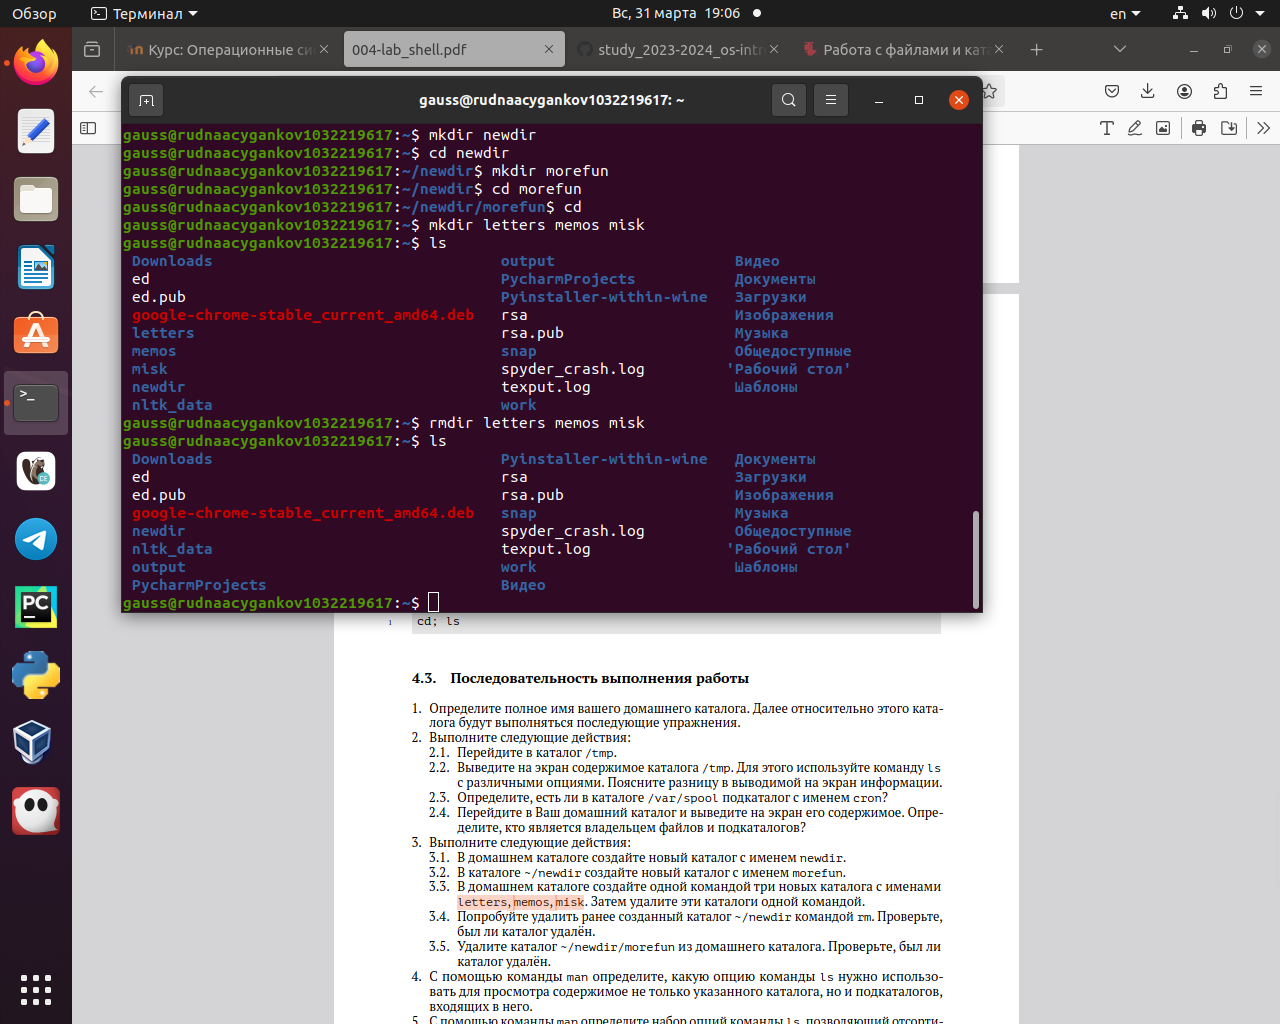 Обзор Терминал Вс, 31 марта 19:06 en
Курс: Операционные си 004-lab_shell.pdf study_2023-2024_os-intr Работа с файлами и ката
gauss@rudnaacygankov1032219617: ~
gauss@rudnaacygankov1032219617:~$ mkdir newdir
gauss@rudnaacygankov1032219617:~$ cd newdir
gauss@rudnaacygankov1032219617:~/newdir$ mkdir morefun
gauss@rudnaacygankov1032219617:~/newdir$ cd morefun
gauss@rudnaacygankov1032219617:~/newdir/morefun$ cd
gauss@rudnaacygankov1032219617:~$ mkdir letters memos misk
gauss@rudnaacygankov1032219617:~$ ls
Downloads output Видео
ed PycharmProjects Документы
ed.pub Pyinstaller-within-wine Загрузки
google-chrome-stable_current_amd64.deb rsa Изображения
letters rsa.pub Музыка
memos snap Общедоступные
misk spyder_crash.log 'Рабочий стол'
newdir texput.log Шаблоны
nltk_data work
gauss@rudnaacygankov1032219617:~$ rmdir letters memos misk
gauss@rudnaacygankov1032219617:~$ ls
Downloads Pyinstaller-within-wine Документы
ed rsa Загрузки
ed.pub rsa.pub Изображения
google-chrome-stable_current_amd64.deb snap Музыка
newdir spyder_crash.log Общедоступные
nltk_data texput.log 'Рабочий стол'
output work Шаблоны
PycharmProjects Видео
gauss@rudnaacygankov1032219617:~$
1 cd; ls
4.3. Последовательность выполнения работы
1. Определите полное имя вашего домашнего каталога. Далее относительно этого ката-
лога будут выполняться последующие упражнения.
2. Выполните следующие действия:
2.1. Перейдите в каталог /tmp.
2.2. Выведите на экран содержимое каталога /tmp. Для этого используйте команду ls
с различными опциями. Поясните разницу в выводимой на экран информации.
2.3. Определите, есть ли в каталоге /var/spool подкаталог с именем cron?
2.4. Перейдите в Ваш домашний каталог и выведите на экран его содержимое. Опре-
делите, кто является владельцем файлов и подкаталогов?
3. Выполните следующие действия:
3.1. В домашнем каталоге создайте новый каталог с именем newdir.
3.2. В каталоге ~/newdir создайте новый каталог с именем morefun.
3.3. В домашнем каталоге создайте одной командой три новых каталога с именами
letters, memos, misk. Затем удалите эти каталоги одной командой.
3.4. Попробуйте удалить ранее созданный каталог ~/newdir командой rm. Проверьте,
был ли каталог удалён.
3.5. Удалите каталог ~/newdir/morefun из домашнего каталога. Проверьте, был ли
каталог удалён.
4. С помощью команды man определите, какую опцию команды ls нужно использо-
вать для просмотра содержимое не только указанного каталога, но и подкаталогов,
входящих в него.
5. С помощью команды man определите набор опций команды ls, позволяющий отсорти-